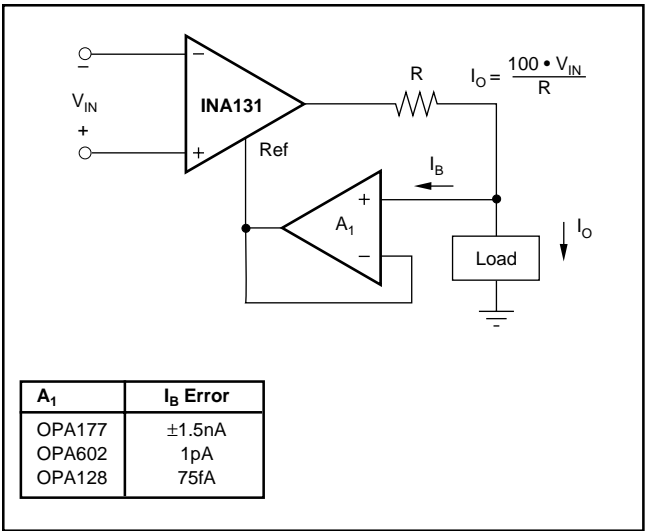 −
V_IN
+
−
INA131
+
Ref
R
I_O = 100 • V_IN / R
I_B
+
A_1
−
Load
I_O
A_1 I_B Error
OPA177 ±1.5nA
OPA602 1pA
OPA128 75fA